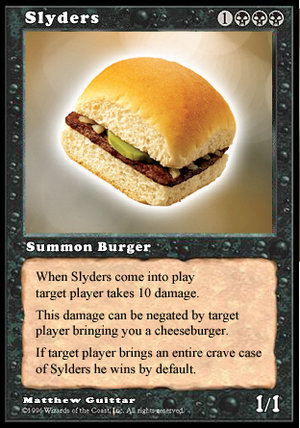 Slyders 1
Summon Burger
When Slyders come into play
target player takes 10 damage.
This damage can be negated by target
player bringing you a cheeseburger.
If target player brings an entire crave case
of Sylders he wins by default.
Matthew Guittar
©1996 Wizards of the Coast, Inc. All rights reserved.
1/1